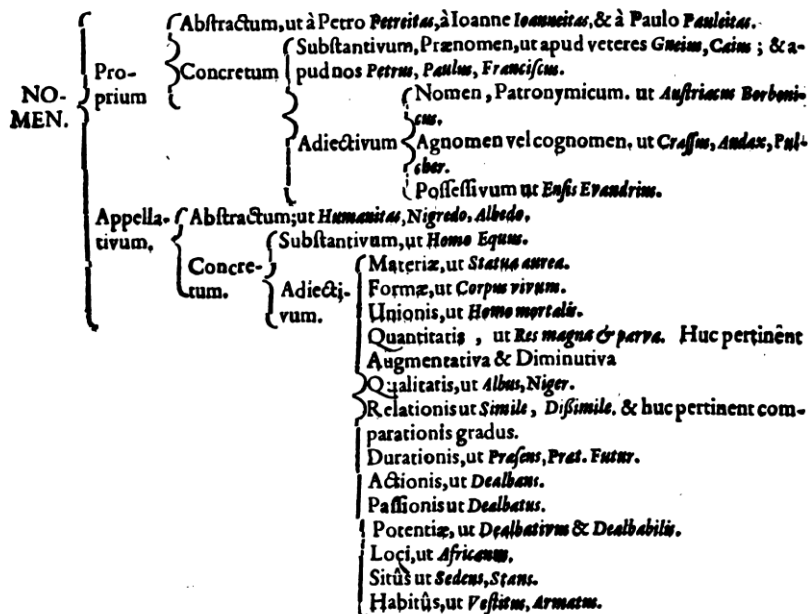 Abſtractum, ut à Petro Petreitas, à Ioanne Ioanneitas, & à Paulo Pauleitas.
Substantivum, Prænomen, ut apud veteres Gneius, Caius ; & a-
Pro- Concretum pud nos Petrus, Paulus, Franciſcus.
prium
NO-
MEN.
Nomen, Patronymicum. ut Auſtriacus Borboni-
cus.
Adiectivum Agnomen vel cognomen, ut Craſſus, Audax, Pul-
cher.
Poſſeſſivum ut Enſis Evandrius.
Appella- Abſtractum; ut Humanitas, Nigredo, Albedo.
tivum, Subſtantivum, ut Homo Equus.
Concre- Materiæ, ut Statua aurea.
tum. Adiecti- Formæ, ut Corpus vivum.
vum. Unionis, ut Homo mortalis.
Quantitatis , ut Res magna & parva. Huc pertinênt
Augmentativa & Diminutiva
Qualitatis, ut Albus, Niger.
Relationis ut Simile , Diſsimile. & huc pertinent com-
parationis gradus.
Durationis, ut Præſens, Præt. Futur.
Actionis, ut Dealbans.
Paſſionis ut Dealbatus.
Potentiæ, ut Dealbativus & Dealbabilis.
Loci, ut Africanus.
Sitûs ut Sedens, Stans.
Habitûs, ut Veſtitus, Armatus.